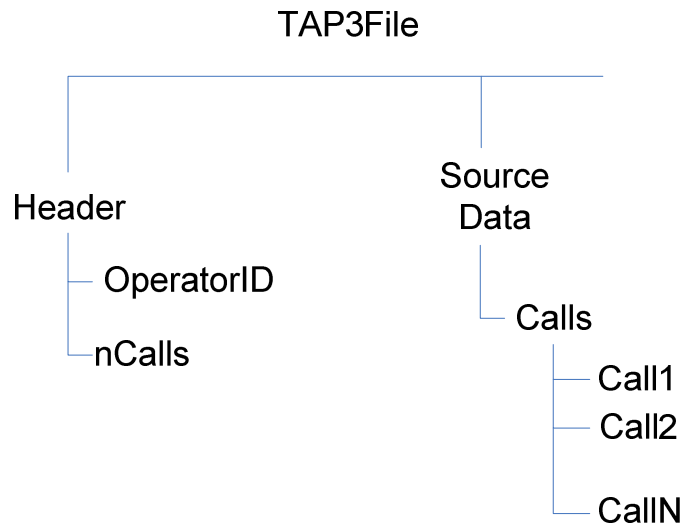 TAP3File
Header
OperatorID
nCalls
Source
Data
Calls
Call1
Call2
CallN